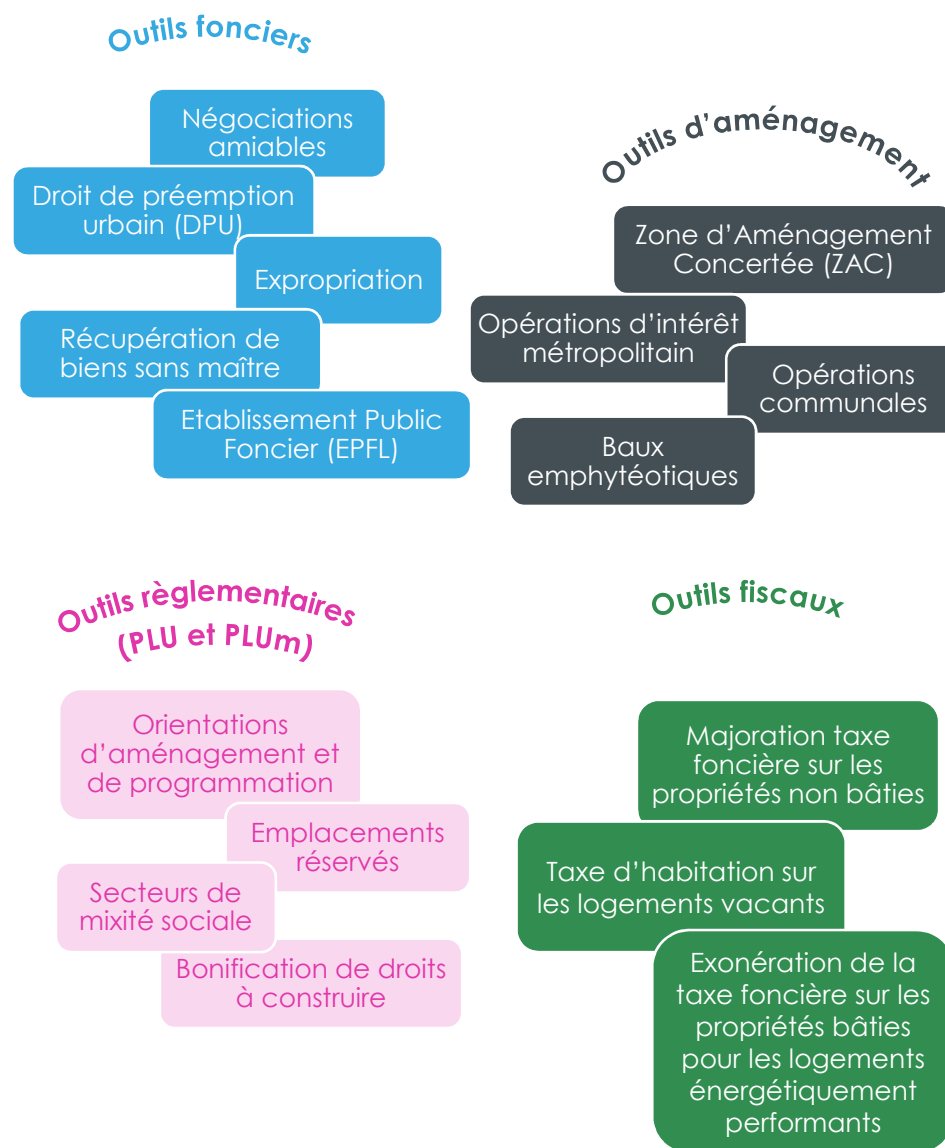 Outils fonciers
Négociations
amiables
Droit de préemption
urbain (DPU)
Expropriation
Récupération de
biens sans maître
Etablissement Public
Foncier (EPFL)
Outils d'aménagement
Zone d'Aménagement
Concertée (ZAC)
Opérations d'intérêt
métropolitain
Opérations
communales
Baux
emphytéotiques
Outils règlementaires
(PLU et PLUm)
Orientations
d'aménagement et
de programmation
Emplacements
réservés
Secteurs de
mixité sociale
Bonification de droits
à construire
Outils fiscaux
Majoration taxe
foncière sur les
propriétés non bâties
Taxe d'habitation sur
les logements vacants
Exonération de la
taxe foncière sur les
propriétés bâties
pour les logements
énergétiquement
performants